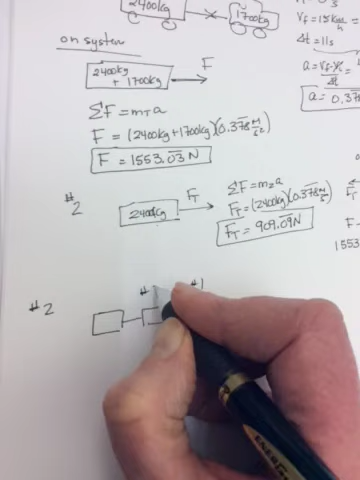 2400kg
1700kg
Vf = 15 km/h =
Δt = 11s
on system
2400kg + 1700kg
F
a = Vf - Vi / Δt
a = 0.37
ΣF = mTa
F = (2400kg+1700kg)(0.378 m/s²)
F = 1553.03 N
#2
2400kg
FT
ΣF = m2a
FT = (2400kg)(0.378 m/s²)
FT = 909.09N
FT
F -
1553
#2
#
#1